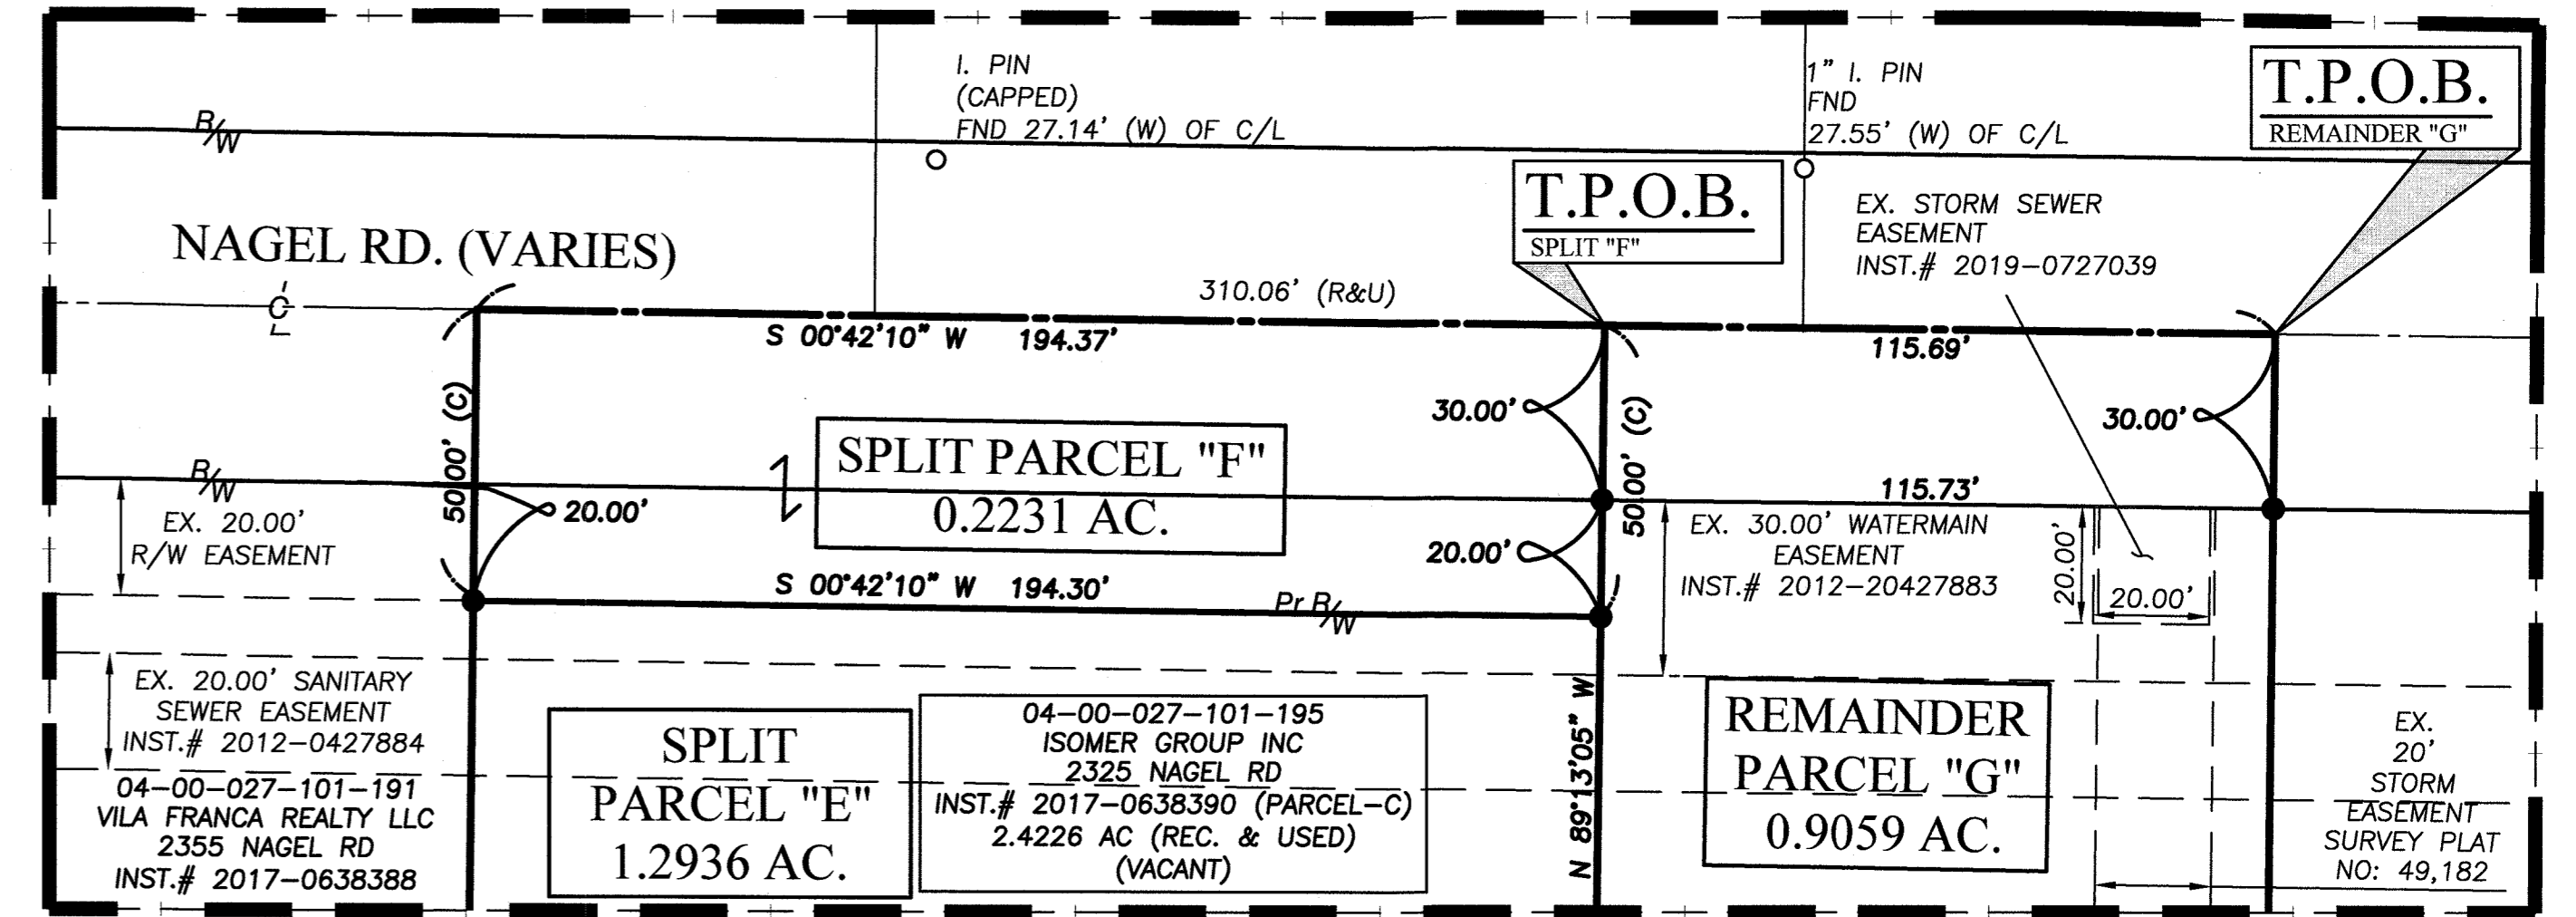 I. PIN
(CAPPED)
FND 27.14' (W) OF C/L
1" I. PIN
FND
27.55' (W) OF C/L
T.P.O.B.
REMAINDER "G"
R/W
T.P.O.B.
SPLIT "F"
EX. STORM SEWER
EASEMENT
INST.# 2019-0727039
NAGEL RD. (VARIES)
C L
310.06' (R&U)
S 00°42'10" W 194.37'
115.69'
50.00' (C)
30.00'
50.00' (C)
30.00'
SPLIT PARCEL "F"
0.2231 AC.
R/W
20.00'
115.73'
EX. 20.00'
R/W EASEMENT
20.00'
EX. 30.00' WATERMAIN
EASEMENT
INST.# 2012-20427883
20.00'
20.00'
S 00°42'10" W 194.30'
Pr R/W
EX. 20.00' SANITARY
SEWER EASEMENT
INST.# 2012-0427884
04-00-027-101-191
VILA FRANCA REALTY LLC
2355 NAGEL RD
INST.# 2017-0638388
SPLIT
PARCEL "E"
1.2936 AC.
04-00-027-101-195
ISOMER GROUP INC
2325 NAGEL RD
INST.# 2017-0638390 (PARCEL-C)
2.4226 AC (REC. & USED)
(VACANT)
N 89°13'05" W
REMAINDER
PARCEL "G"
0.9059 AC.
EX.
20'
STORM
EASEMENT
SURVEY PLAT
NO: 49,182